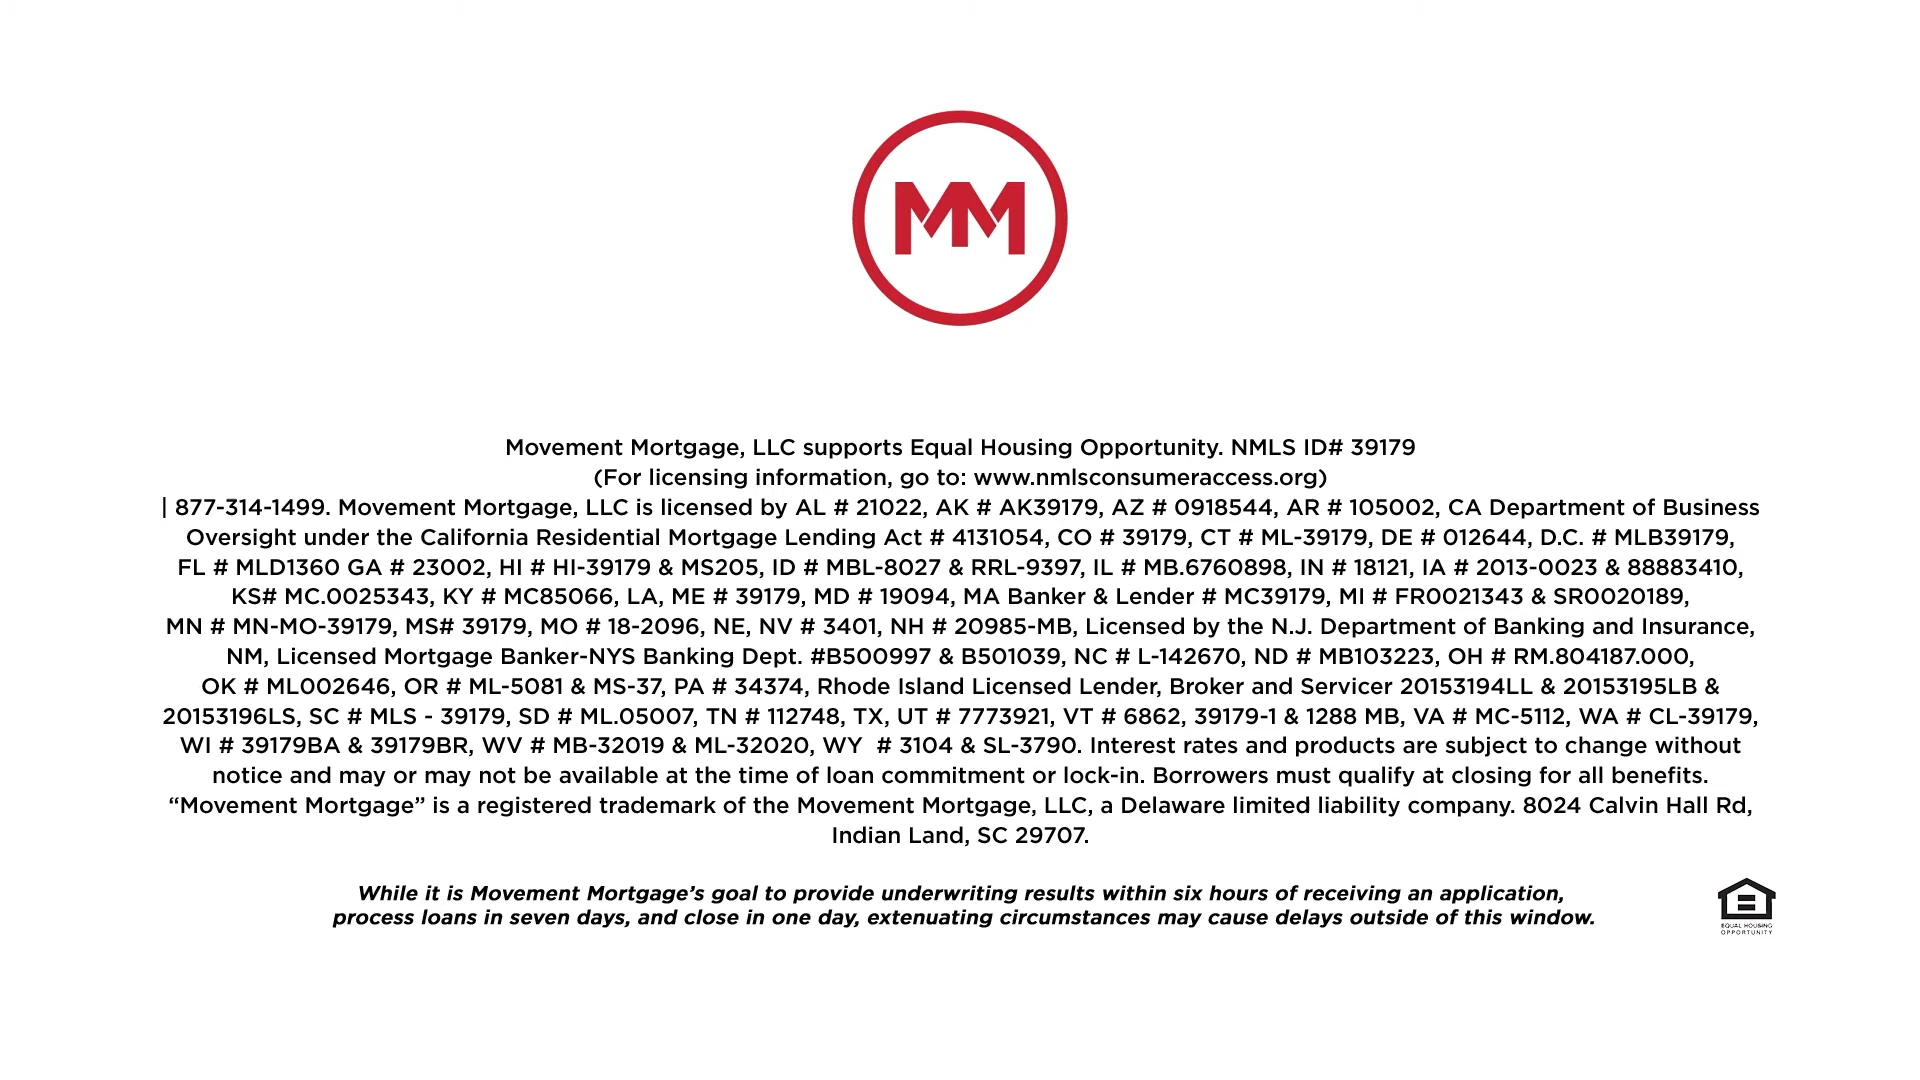 MM
Movement Mortgage, LLC supports Equal Housing Opportunity. NMLS ID# 39179
(For licensing information, go to: www.nmlsconsumeraccess.org)
| 877-314-1499. Movement Mortgage, LLC is licensed by AL # 21022, AK # AK39179, AZ # 0918544, AR # 105002, CA Department of Business
Oversight under the California Residential Mortgage Lending Act # 4131054, CO # 39179, CT # ML-39179, DE # 012644, D.C. # MLB39179,
FL # MLD1360 GA # 23002, HI # HI-39179 & MS205, ID # MBL-8027 & RRL-9397, IL # MB.6760898, IN # 18121, IA # 2013-0023 & 88883410,
KS# MC.0025343, KY # MC85066, LA, ME # 39179, MD # 19094, MA Banker & Lender # MC39179, MI # FR0021343 & SR0020189,
MN # MN-MO-39179, MS# 39179, MO # 18-2096, NE, NV # 3401, NH # 20985-MB, Licensed by the N.J. Department of Banking and Insurance,
NM, Licensed Mortgage Banker-NYS Banking Dept. #B500997 & B501039, NC # L-142670, ND # MB103223, OH # RM.804187.000,
OK # ML002646, OR # ML-5081 & MS-37, PA # 34374, Rhode Island Licensed Lender, Broker and Servicer 20153194LL & 20153195LB &
20153196LS, SC # MLS - 39179, SD # ML.05007, TN # 112748, TX, UT # 7773921, VT # 6862, 39179-1 & 1288 MB, VA # MC-5112, WA # CL-39179,
WI # 39179BA & 39179BR, WV # MB-32019 & ML-32020, WY  # 3104 & SL-3790. Interest rates and products are subject to change without
notice and may or may not be available at the time of loan commitment or lock-in. Borrowers must qualify at closing for all benefits.
“Movement Mortgage” is a registered trademark of the Movement Mortgage, LLC, a Delaware limited liability company. 8024 Calvin Hall Rd,
Indian Land, SC 29707.
While it is Movement Mortgage’s goal to provide underwriting results within six hours of receiving an application,
process loans in seven days, and close in one day, extenuating circumstances may cause delays outside of this window.
EQUAL HOUSING
OPPORTUNITY